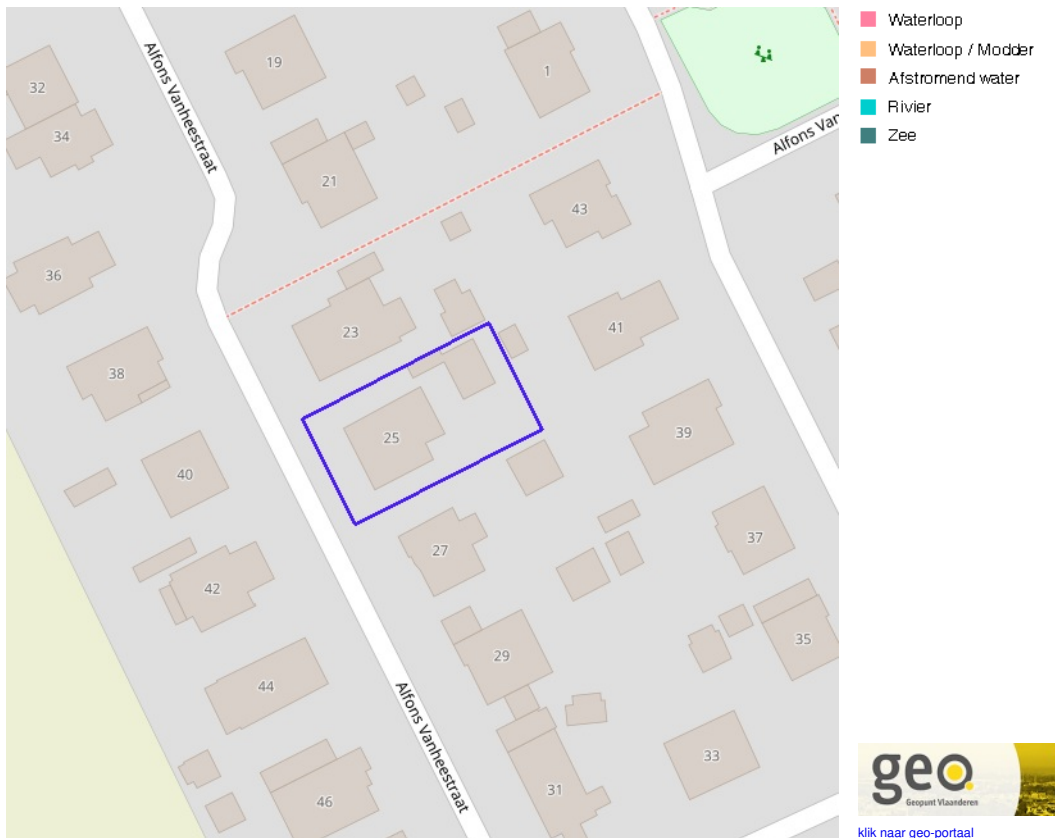 Waterloop
Waterloop / Modder
Afstromend water
Rivier
Zee
Alfons Vanheestraat
19
1
32
34
21
Alfons Van
43
36
23
41
38
25
39
40
27
37
42
29
35
44
Alfons Vanheestraat
33
31
46
geo
Geopunt Vlaanderen
klik naar geo-portaal